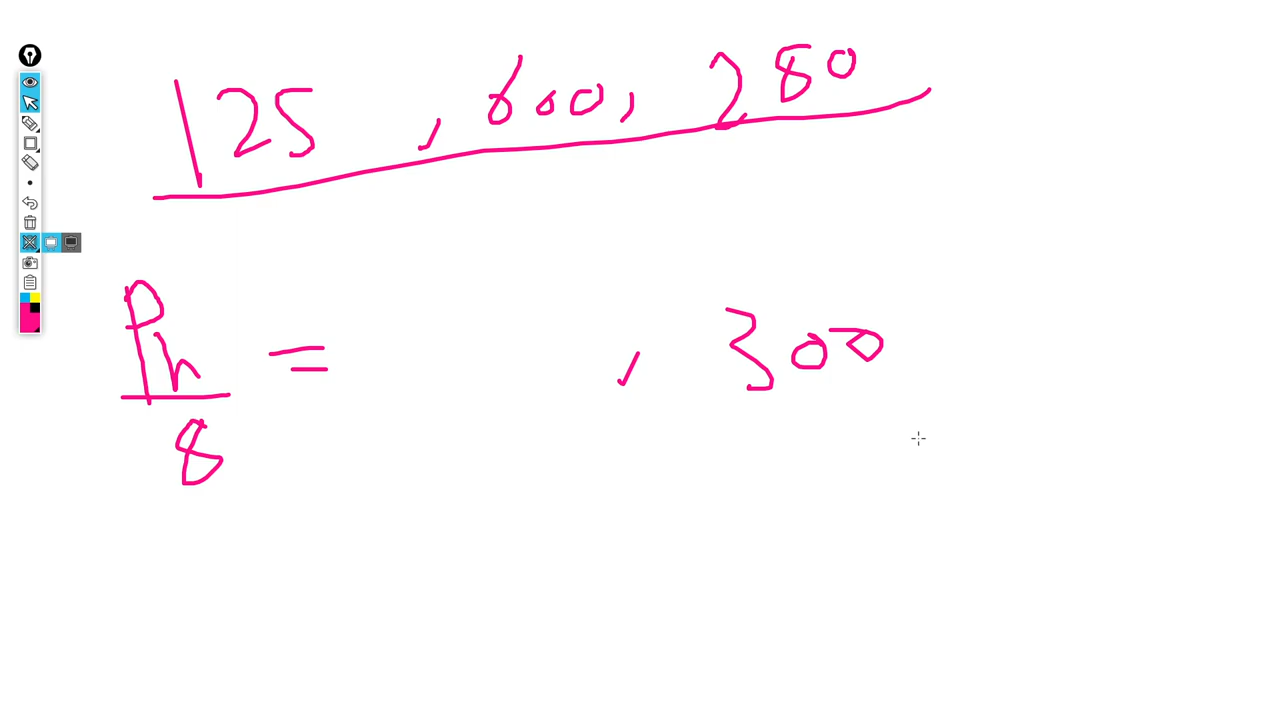 125 , 600, 280
Ph
8 = , 300